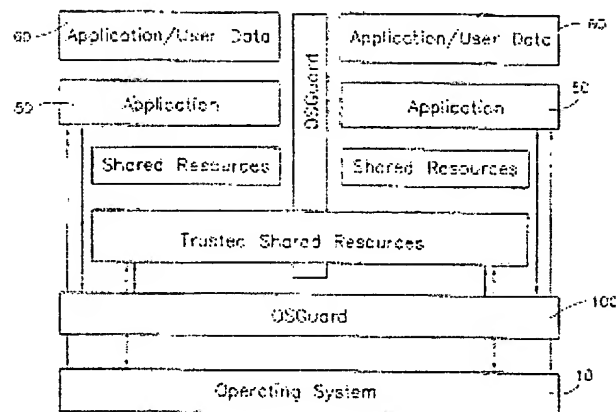 60 Application/User Data Application/User Data 60
50 Application OSGuard Application 50
Shared Resources Shared Resources
Trusted Shared Resources
OSGuard 100
Operating System 10